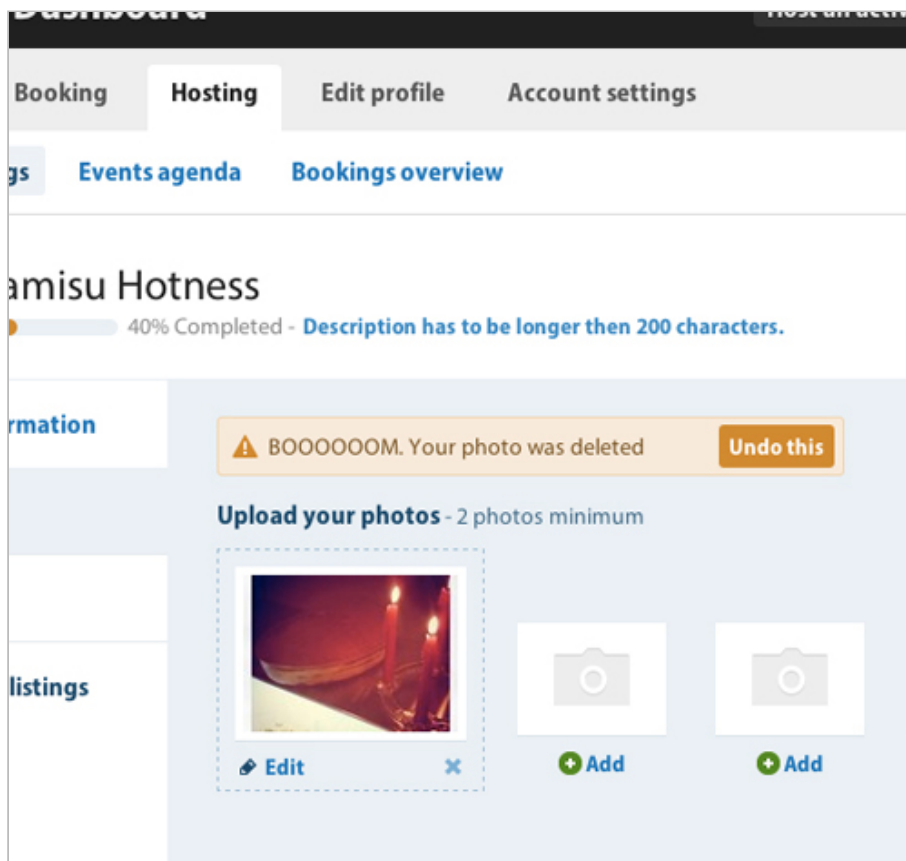 Dashboard
Booking Hosting Edit profile Account settings
Events agenda Bookings overview
amisu Hotness
40% Completed - Description has to be longer then 200 characters.
rmation
BOOOOOOM. Your photo was deleted Undo this
Upload your photos - 2 photos minimum
listings
Edit Add Add